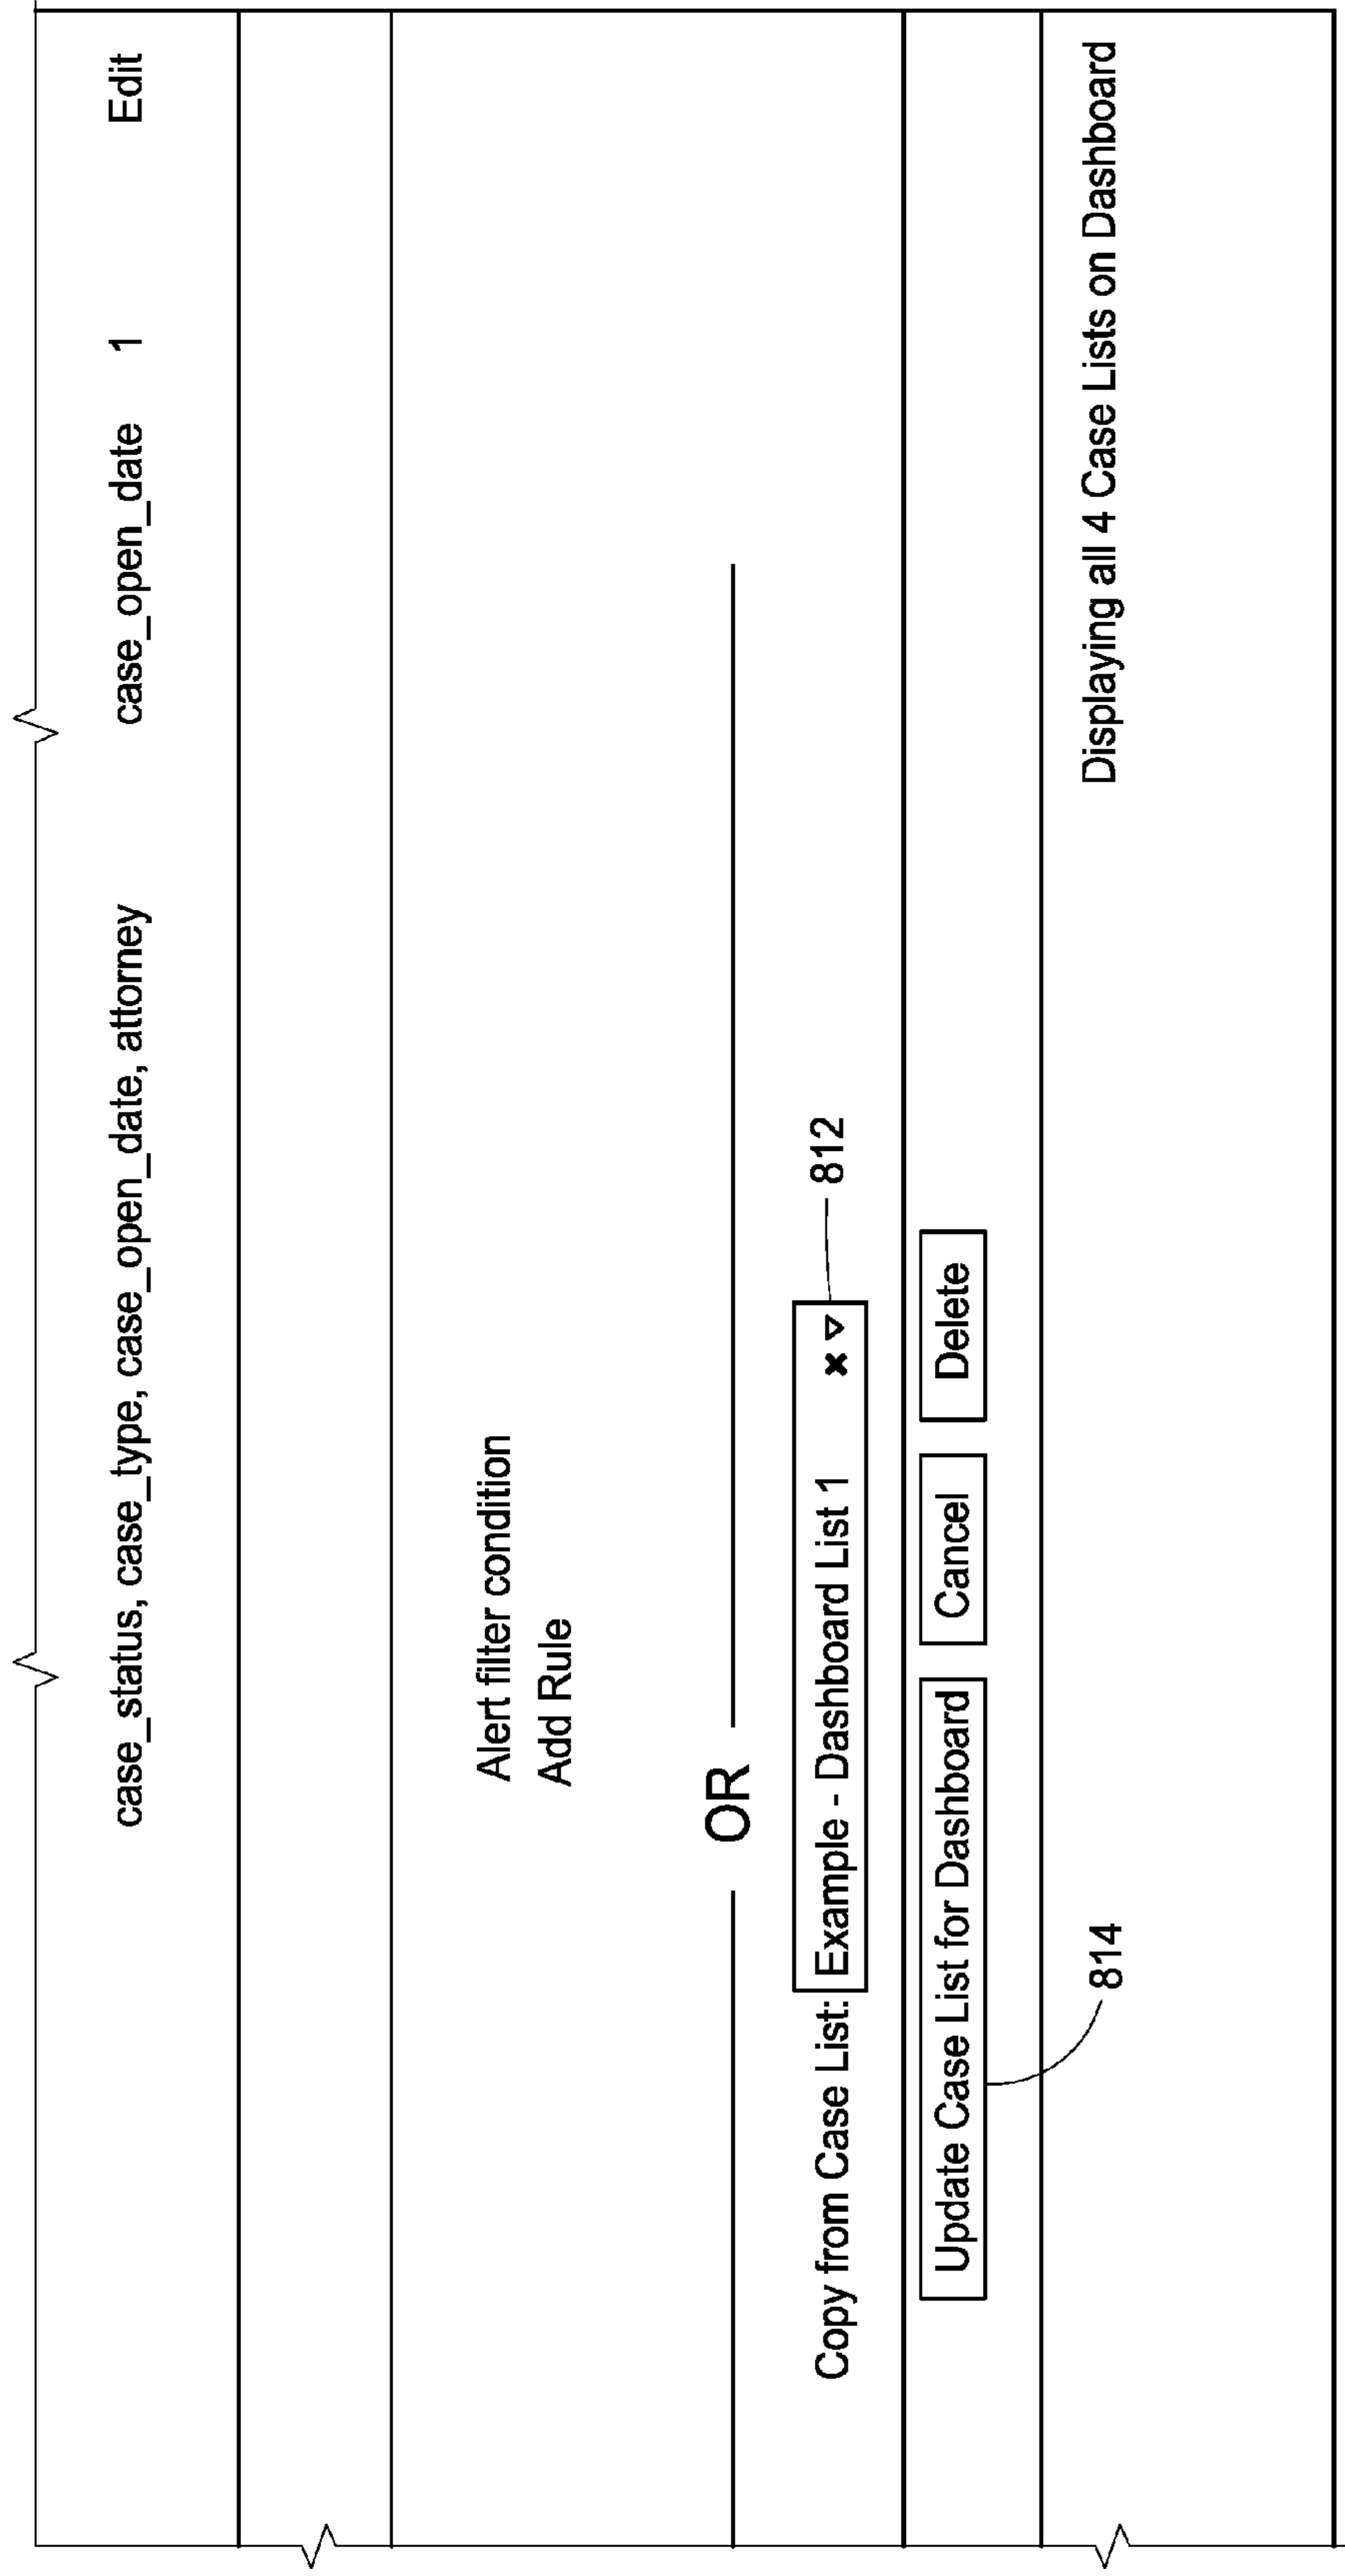 case_status, case_type, case_open_date, attorney case_open_date 1 Edit
Alert filter condition
Add Rule
OR
Copy from Case List: Example - Dashboard List 1 812
Update Case List for Dashboard Cancel Delete
814
Displaying all 4 Case Lists on Dashboard